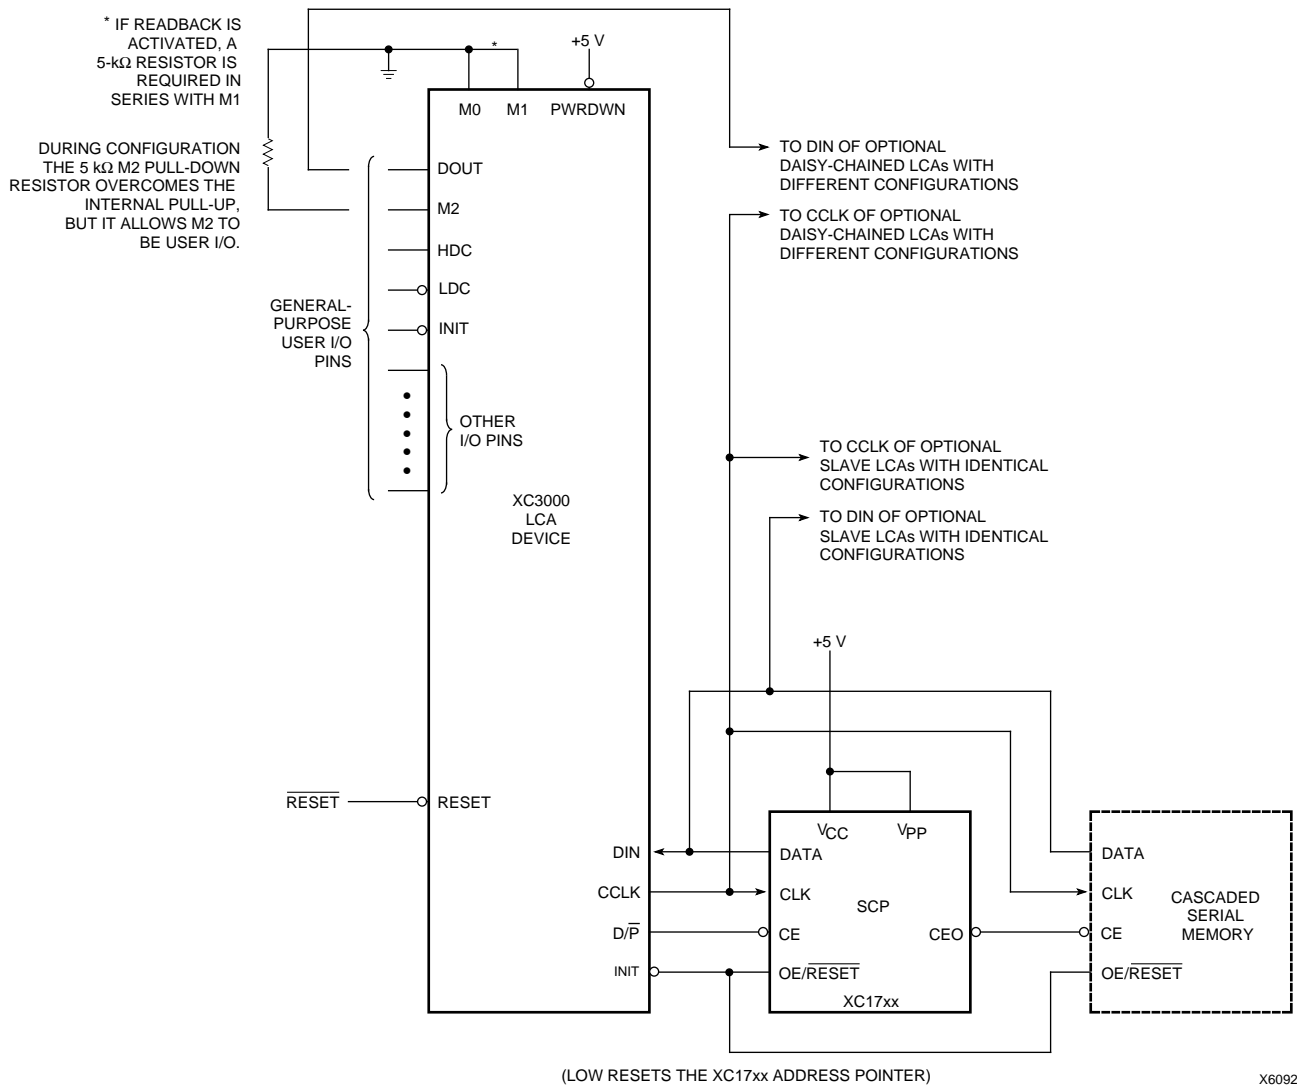 * IF READBACK IS
ACTIVATED, A
5-kΩ RESISTOR IS
REQUIRED IN
SERIES WITH M1
+5 V
M0
M1
PWRDWN
DURING CONFIGURATION
THE 5 kΩ M2 PULL-DOWN
RESISTOR OVERCOMES THE
INTERNAL PULL-UP,
BUT IT ALLOWS M2 TO
BE USER I/O.
*
DOUT
M2
HDC
LDC
INIT
GENERAL-
PURPOSE
USER I/O
PINS
OTHER
I/O PINS
XC3000
LCA
DEVICE
TO DIN OF OPTIONAL
DAISY-CHAINED LCAs WITH
DIFFERENT CONFIGURATIONS
TO CCLK OF OPTIONAL
DAISY-CHAINED LCAs WITH
DIFFERENT CONFIGURATIONS
TO CCLK OF OPTIONAL
SLAVE LCAs WITH IDENTICAL
CONFIGURATIONS
TO DIN OF OPTIONAL
SLAVE LCAs WITH IDENTICAL
CONFIGURATIONS
+5 V
RESET
RESET
DIN
CCLK
D/P
INIT
VCC
VPP
DATA
CLK
SCP
CE
CEO
OE/RESET
XC17xx
DATA
CLK
CASCADED
SERIAL
MEMORY
CE
OE/RESET
(LOW RESETS THE XC17xx ADDRESS POINTER)
X6092